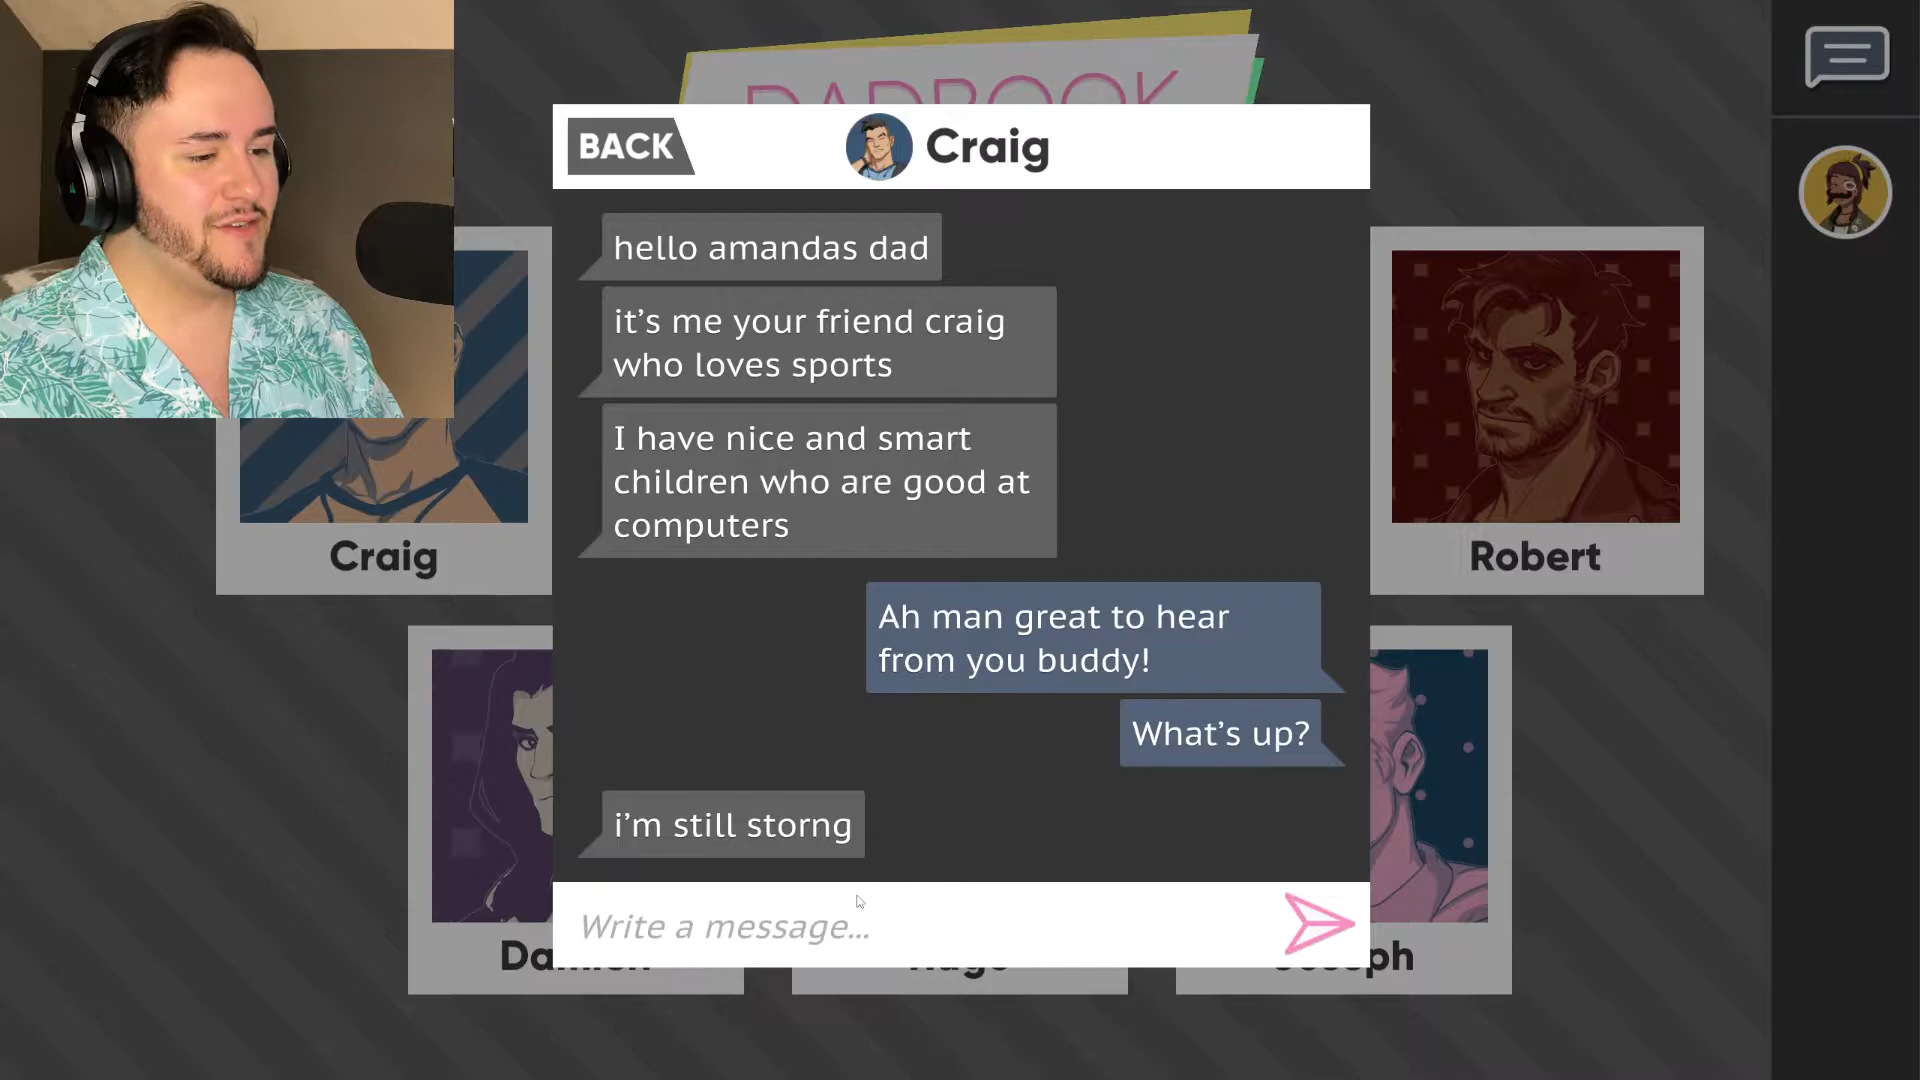 DADBOOK
BACK
Craig
hello amandas dad
it's me your friend craig
who loves sports
I have nice and smart
children who are good at
computers
Ah man great to hear
from you buddy!
What's up?
i'm still storng
Write a message...
Craig
Robert